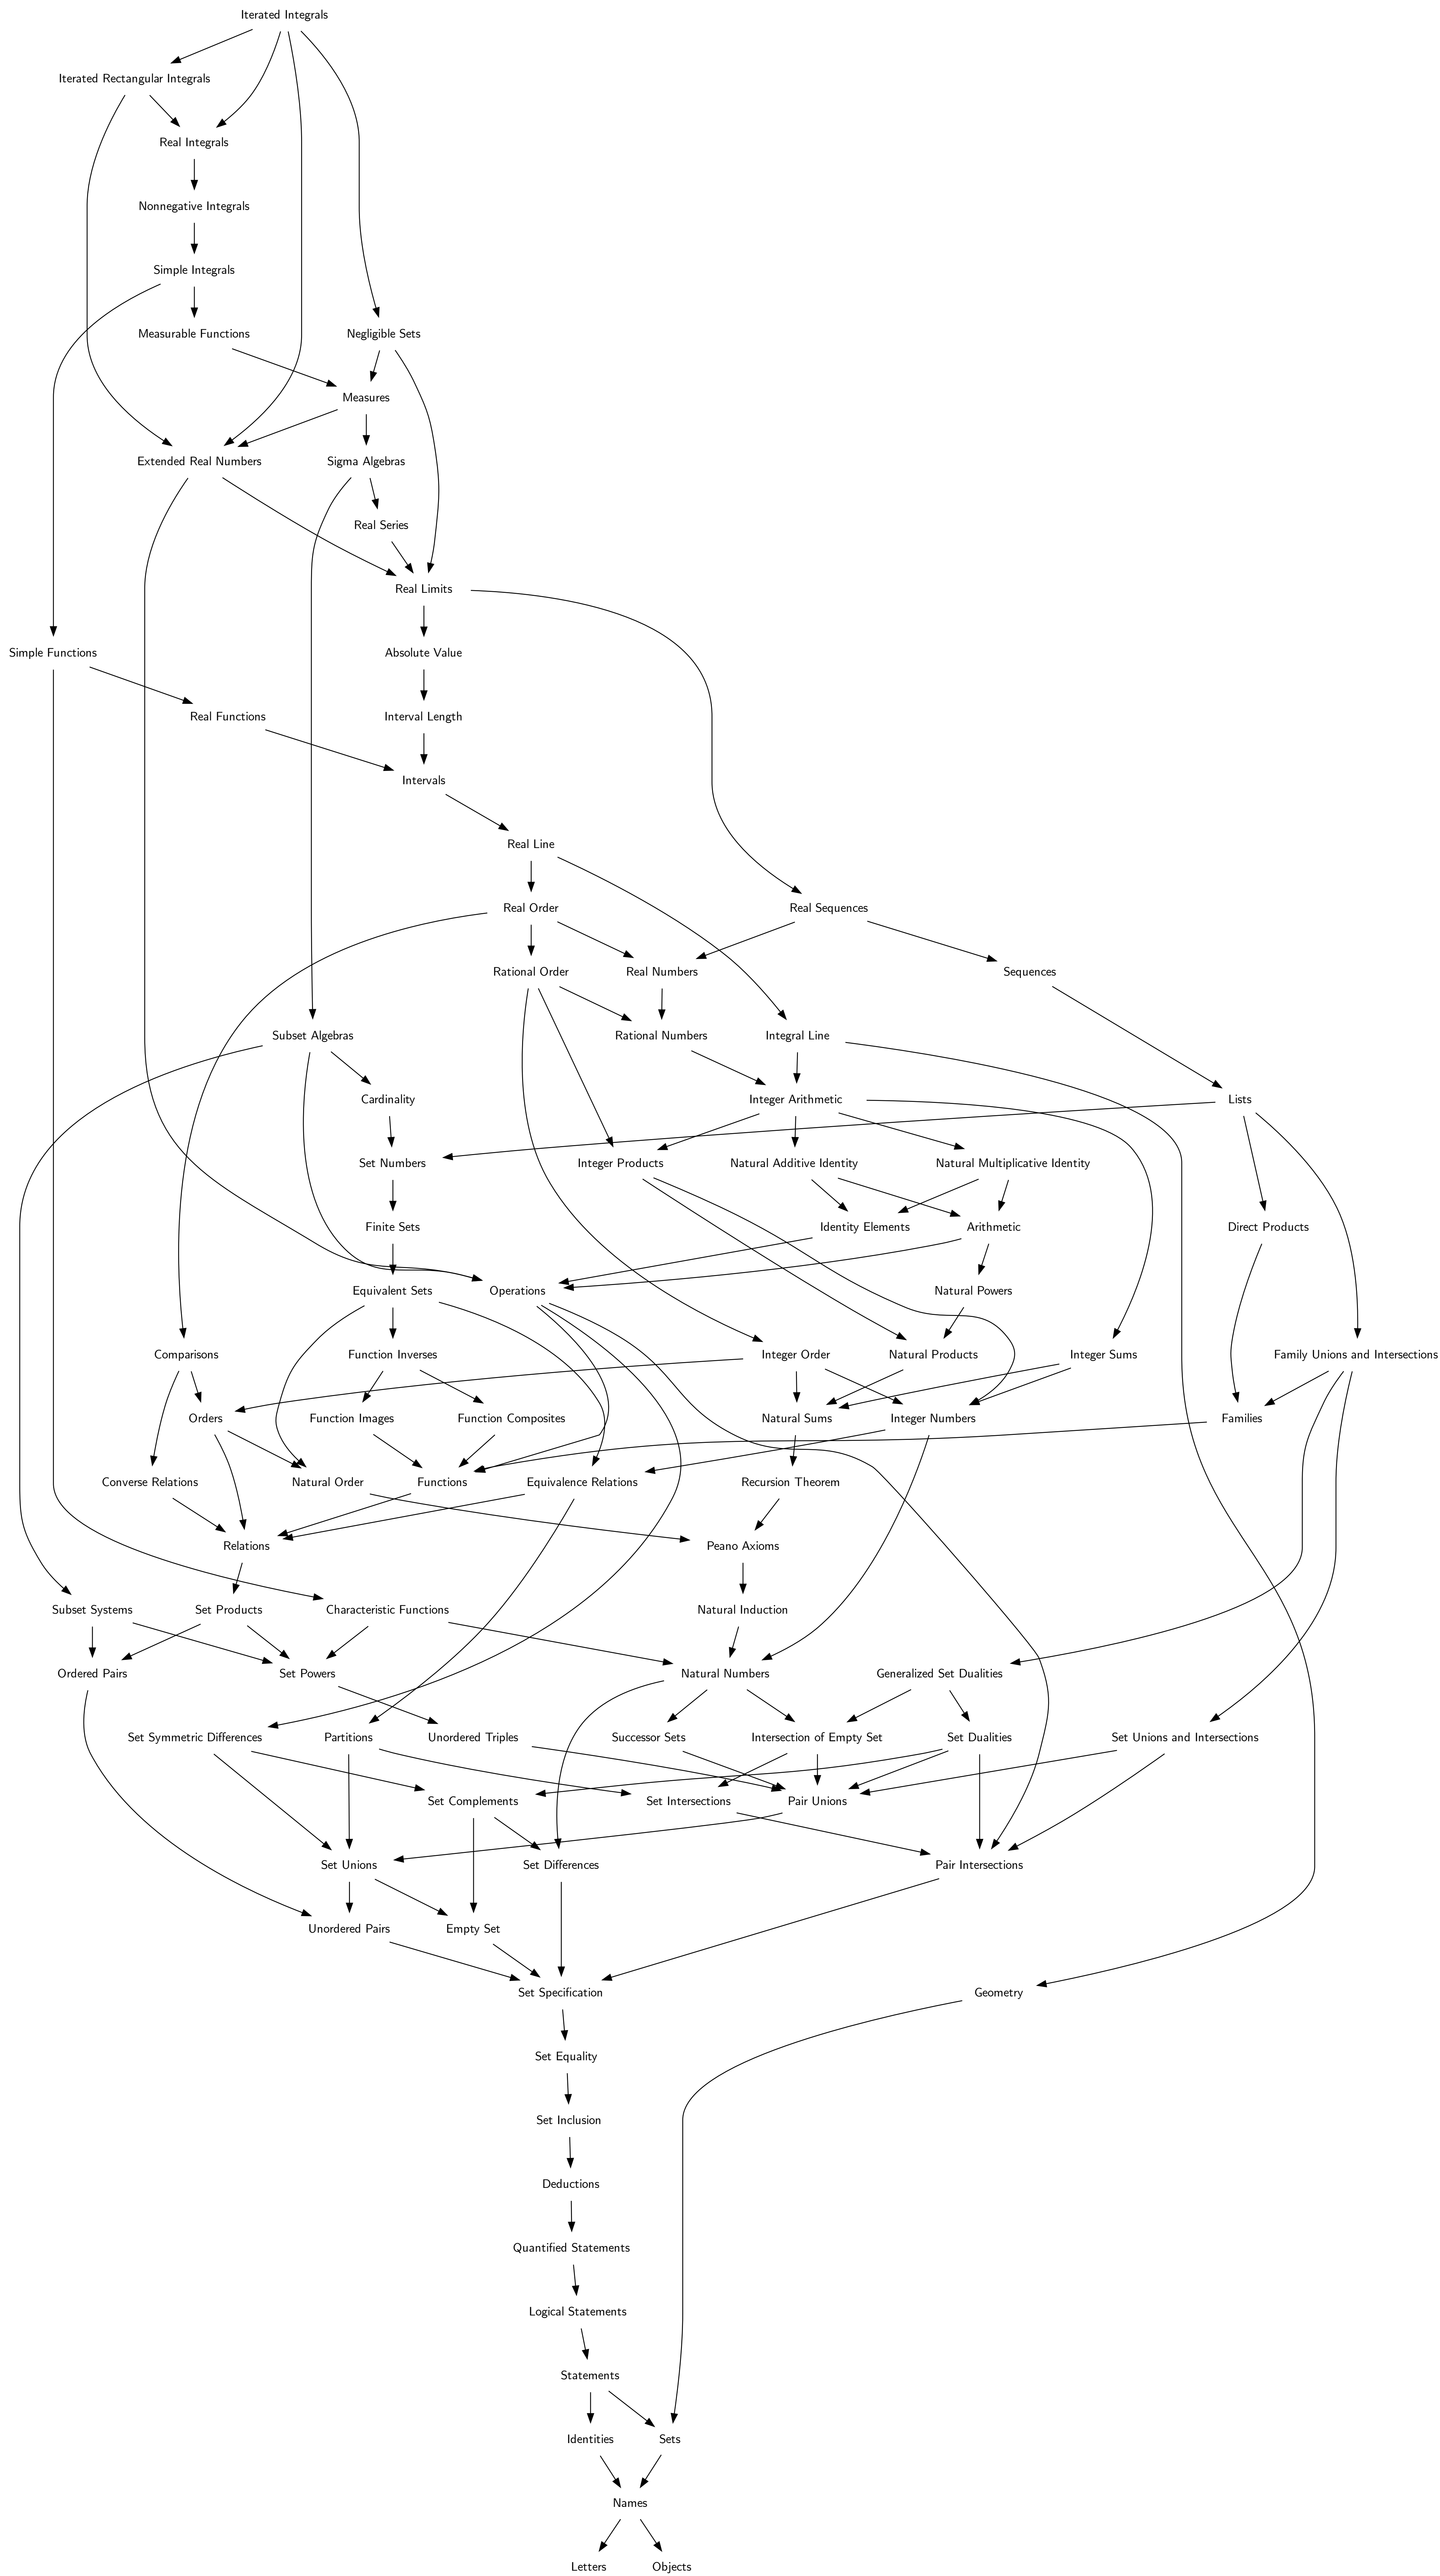 Iterated Integrals
Iterated Rectangular Integrals
Real Integrals
Nonnegative Integrals
Simple Integrals
Measurable Functions
Negligible Sets
Measures
Extended Real Numbers
Sigma Algebras
Real Series
Real Limits
Simple Functions
Absolute Value
Real Functions
Interval Length
Intervals
Real Line
Real Order
Real Sequences
Rational Order
Real Numbers
Sequences
Subset Algebras
Rational Numbers
Integral Line
Cardinality
Integer Arithmetic
Lists
Set Numbers
Integer Products
Natural Additive Identity
Natural Multiplicative Identity
Finite Sets
Identity Elements
Arithmetic
Direct Products
Equivalent Sets
Operations
Natural Powers
Comparisons
Function Inverses
Integer Order
Natural Products
Integer Sums
Family Unions and Intersections
Orders
Function Images
Function Composites
Natural Sums
Integer Numbers
Families
Converse Relations
Natural Order
Functions
Equivalence Relations
Recursion Theorem
Relations
Peano Axioms
Subset Systems
Set Products
Characteristic Functions
Natural Induction
Ordered Pairs
Set Powers
Natural Numbers
Generalized Set Dualities
Set Symmetric Differences
Partitions
Unordered Triples
Successor Sets
Intersection of Empty Set
Set Dualities
Set Unions and Intersections
Set Complements
Set Intersections
Pair Unions
Set Unions
Set Differences
Pair Intersections
Unordered Pairs
Empty Set
Set Specification
Geometry
Set Equality
Set Inclusion
Deductions
Quantified Statements
Logical Statements
Statements
Identities
Sets
Names
Letters
Objects